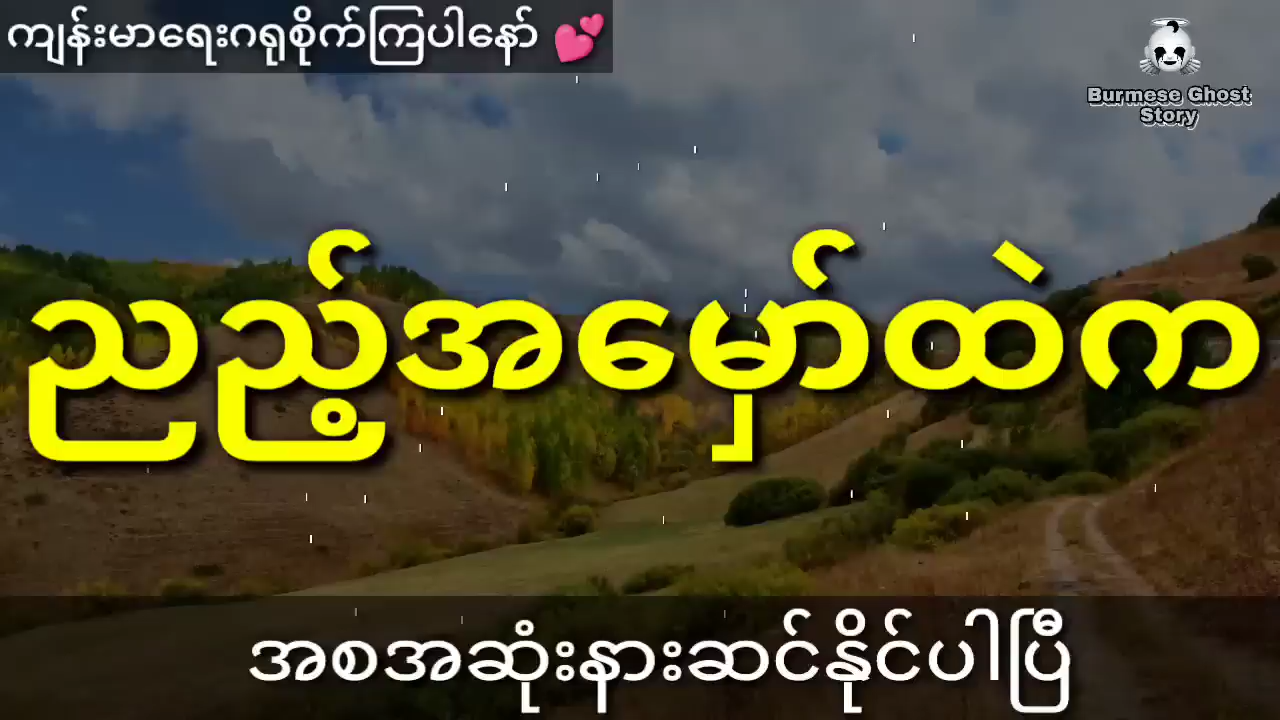 ကျန်းမာရေးဂရုစိုက်ကြပါနော် 💕
Burmese Ghost
Story
ညည့်အမှော်ထဲက
အစအဆုံးနားဆင်နိုင်ပါပြီ